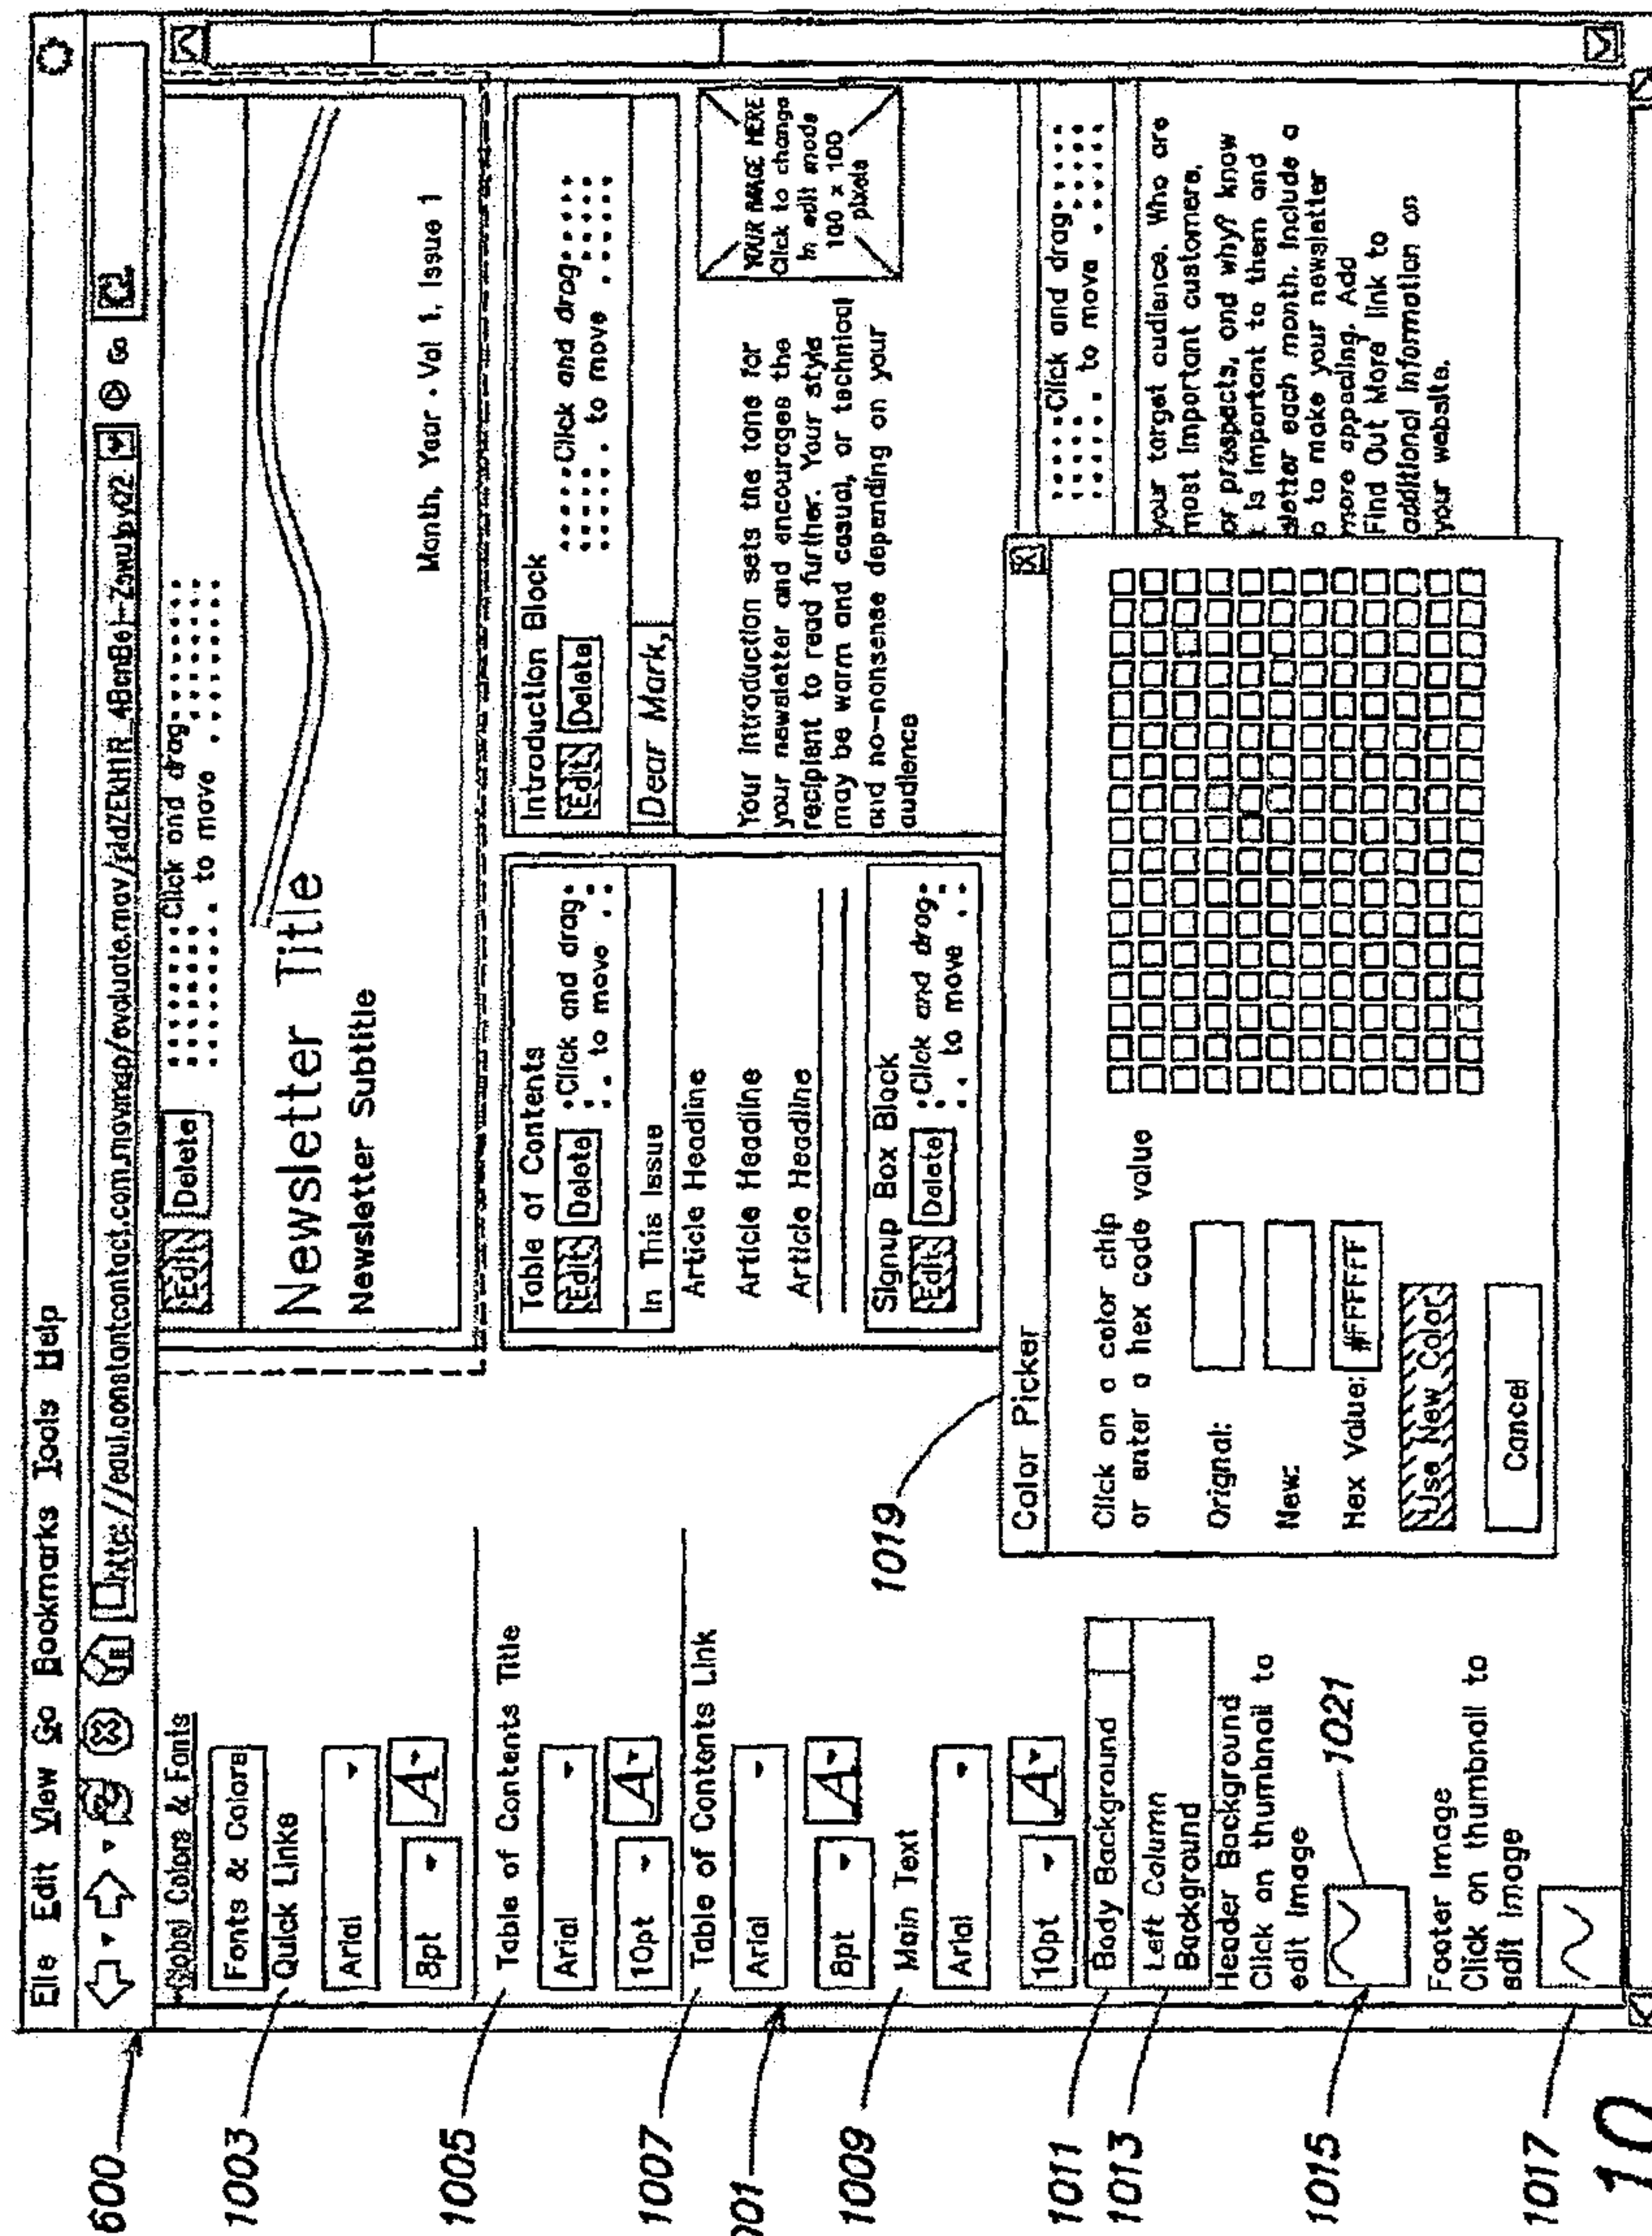 File Edit View Go Bookmarks Tools Help
Go
Global Colors & Fonts
Fonts & Colors
Quick Links
Arial
8pt A
Table of Contents Title
Arial
10pt A
Table of Contents Link
Arial
8pt A
Main Text
Arial
10pt A
Body Background
Left Column
Background
Header Background
Click on thumbnail to
edit Image
Footer Image
Click on thumbnail to
edit Image
Edit Delete
Click and drag
to move
Newsletter Title
Newsletter Subtitle
Month, Year . Vol 1, Issue 1
Table of Contents
Edit Delete Click and drag
to move
In This Issue
Article Headline
Article Headline
Article Headline
Signup Box Block
Edit Delete Click and drag
to move
Introduction Block
Edit Delete Click and drag
to move
Dear Mark,
Your Introduction sets the tone for
your newsletter and encourages the
recipient to read further. Your style
may be warm and casual, or technical
and no-nonsense depending on your
audience
YOUR IMAGE HERE
Click to change
in edit mode
100 x 100
pixels
Click and drag
to move
your target audience. Who are
most important customers,
or prospects, and why? know
is important to them and
letter each month. Include a
to make your newsletter
more appealing. Add
Find Out More" link to
additional information on
your website.
Color Picker
Click on a color chip
or enter a hex code value
Orignal:
New:
Hex Value: #FFFFFF
Use New Color
Cancel
600
1003
1005
1007
001
1009
1011
1013
1015
1017
1019
1021
10